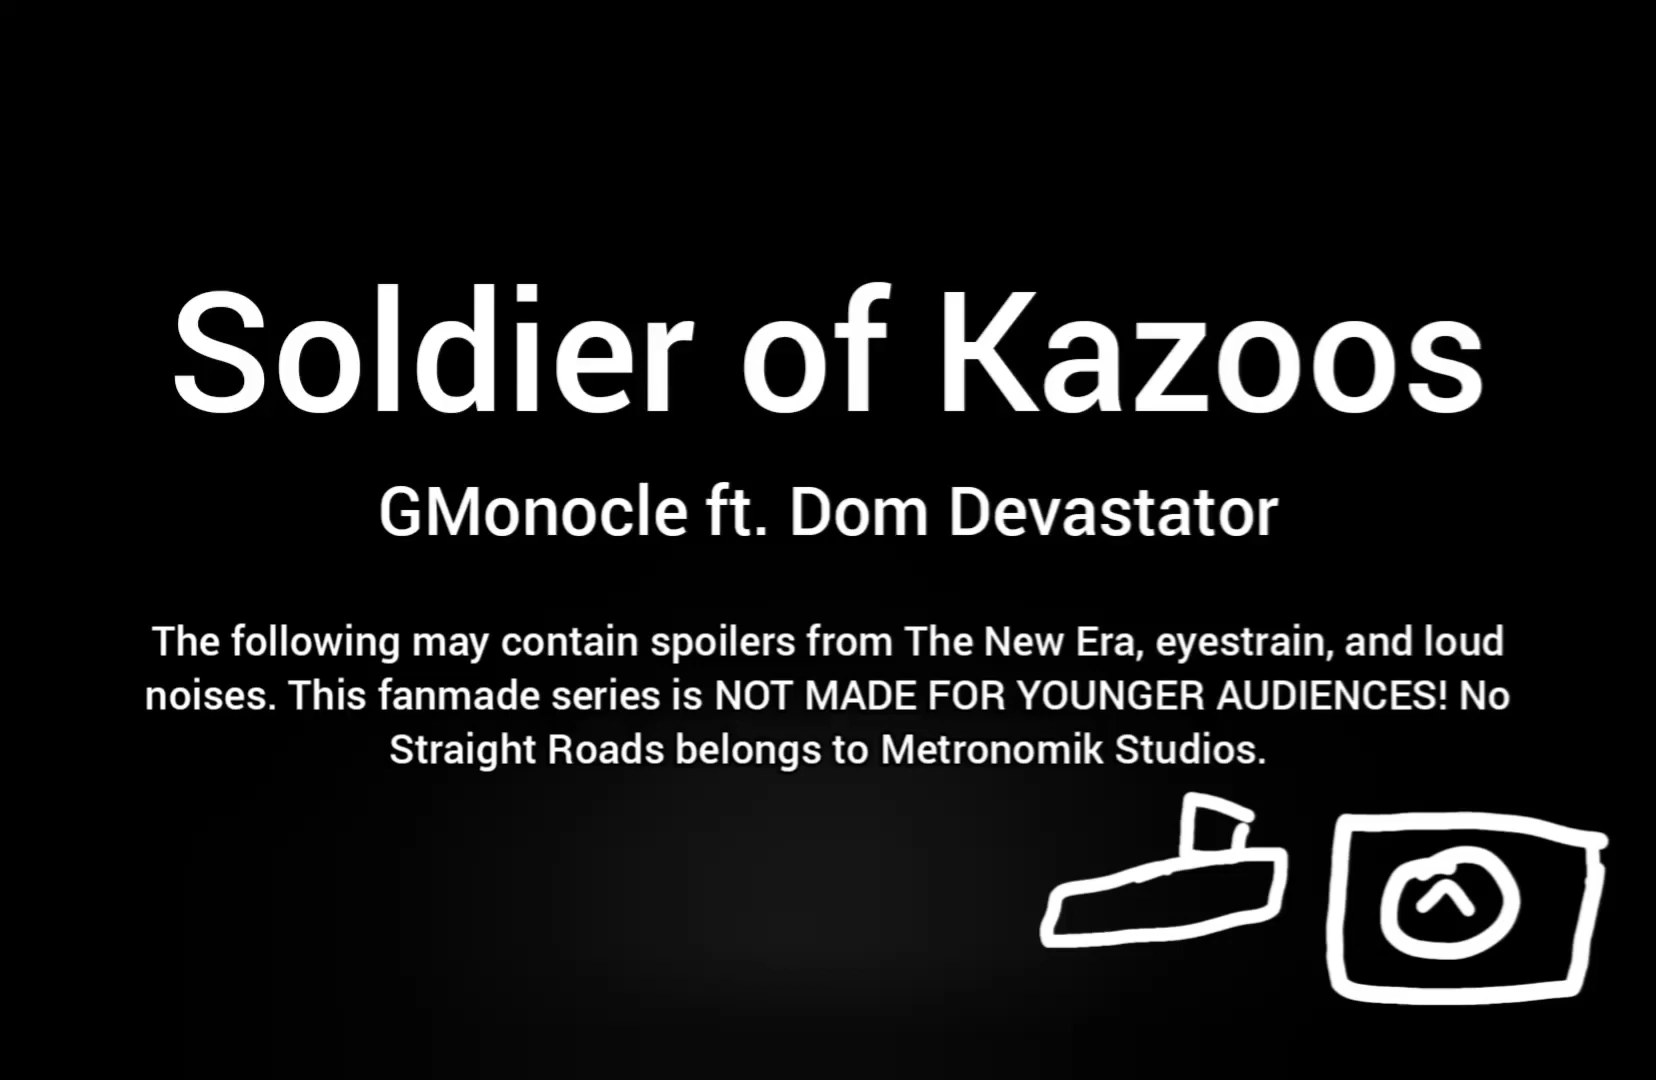 Soldier of Kazoos
GMonocle ft. Dom Devastator
The following may contain spoilers from The New Era, eyestrain, and loud
noises. This fanmade series is NOT MADE FOR YOUNGER AUDIENCES! No
Straight Roads belongs to Metronomik Studios.